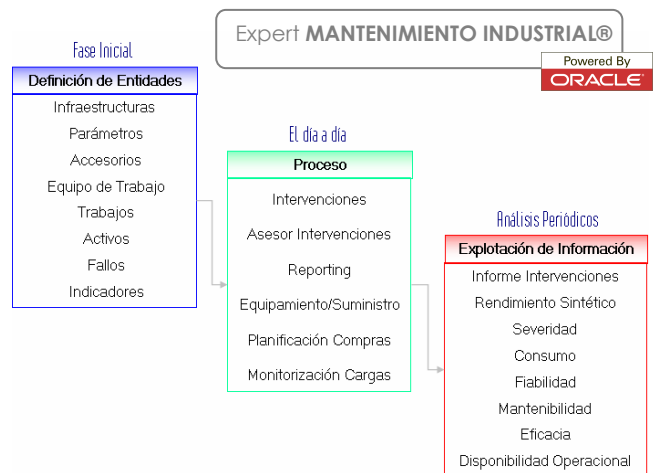 Expert MANTENIMIENTO INDUSTRIAL®
Powered By
ORACLE
Fase Inicial
Definición de Entidades
Infraestructuras
Parámetros
Accesorios
Equipo de Trabajo
Trabajos
Activos
Fallos
Indicadores
El día a día
Proceso
Intervenciones
Asesor Intervenciones
Reporting
Equipamiento/Suministro
Planificación Compras
Monitorización Cargas
Análisis Periódicos
Explotación de Información
Informe Intervenciones
Rendimiento Sintético
Severidad
Consumo
Fiabilidad
Mantenibilidad
Eficacia
Disponibilidad Operacional